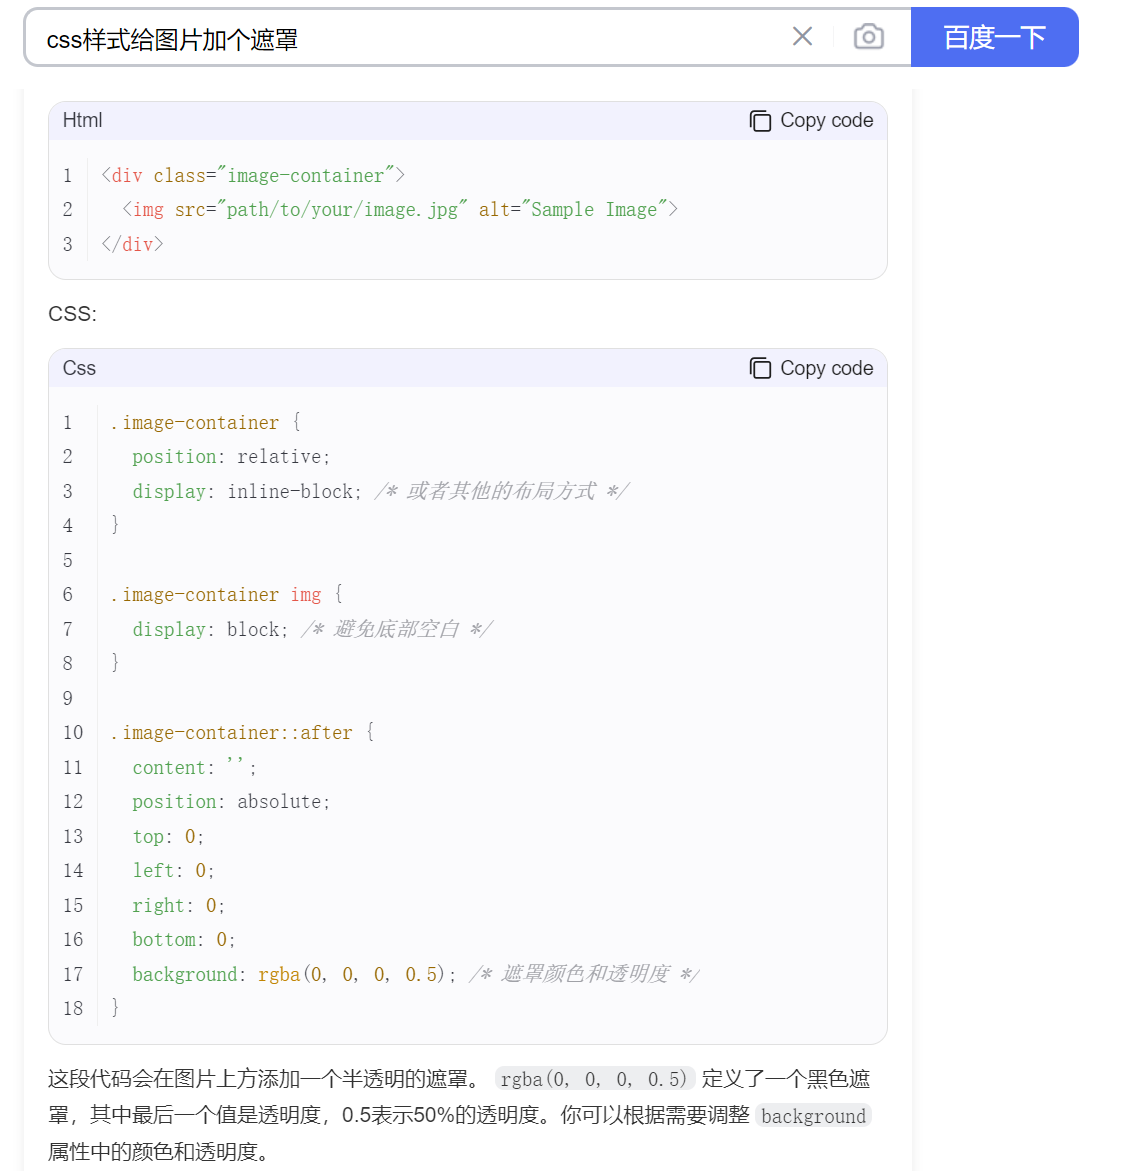 css样式给图片加个遮罩
百度一下
Html
Copy code
1 <div class="image-container">
2   <img src="path/to/your/image.jpg" alt="Sample Image">
3 </div>
CSS:
Css
Copy code
1 .image-container {
2   position: relative;
3   display: inline-block; /* 或者其他的布局方式 */
4 }
5
6 .image-container img {
7   display: block; /* 避免底部空白 */
8 }
9
10 .image-container::after {
11   content: '';
12   position: absolute;
13   top: 0;
14   left: 0;
15   right: 0;
16   bottom: 0;
17   background: rgba(0, 0, 0, 0.5); /* 遮罩颜色和透明度 */
18 }
这段代码会在图片上方添加一个半透明的遮罩。 rgba(0, 0, 0, 0.5) 定义了一个黑色遮
罩，其中最后一个值是透明度，0.5表示50%的透明度。你可以根据需要调整 background
属性中的颜色和透明度。